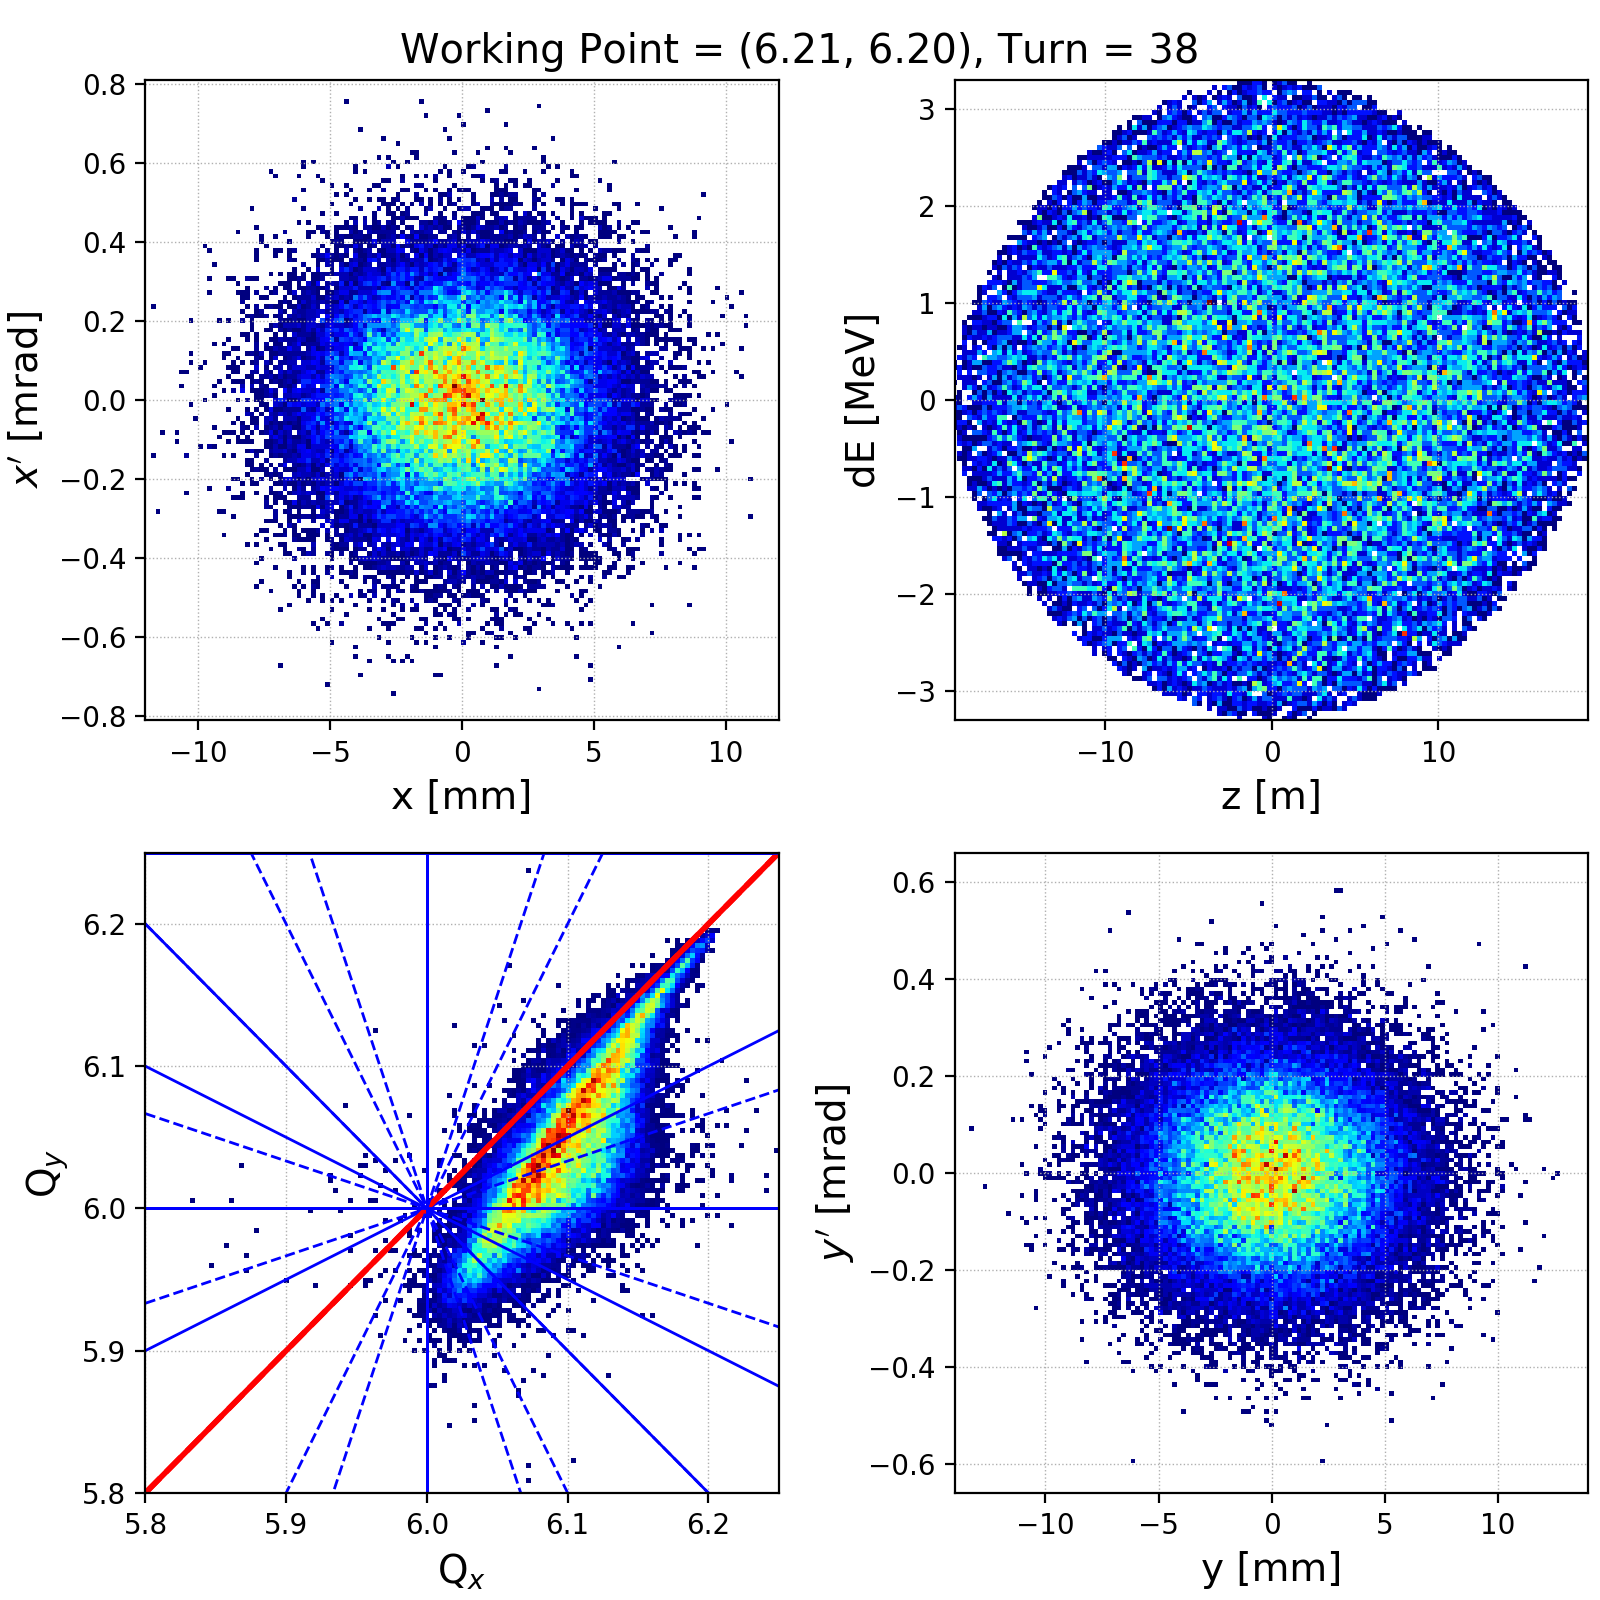 Working Point = (6.21, 6.20), Turn = 38
0.8
0.6
0.4
0.2
0.0
−0.2
−0.4
−0.6
−0.8
x′ [mrad]
−10 −5 0 5 10
x [mm]
3
2
1
0
−1
−2
−3
dE [MeV]
−10 0 10
z [m]
6.2
6.1
6.0
5.9
5.8
Qy
5.8 5.9 6.0 6.1 6.2
Qx
0.6
0.4
0.2
0.0
−0.2
−0.4
−0.6
y′ [mrad]
−10 −5 0 5 10
y [mm]